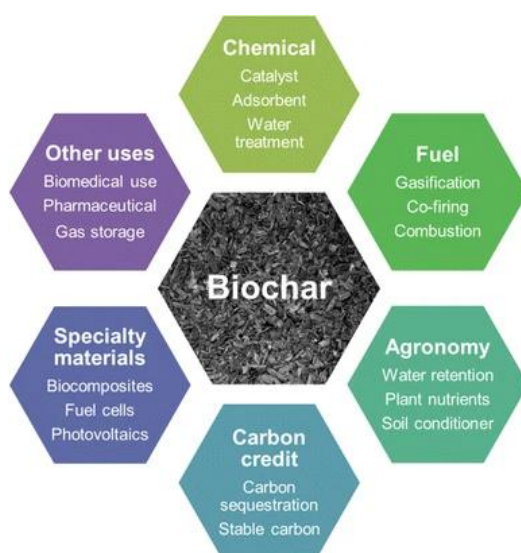 Chemical
Catalyst
Adsorbent
Water
treatment
Other uses
Biomedical use
Pharmaceutical
Gas storage
Fuel
Gasification
Co-firing
Combustion
Biochar
Specialty
materials
Biocomposites
Fuel cells
Photovoltaics
Agronomy
Water retention
Plant nutrients
Soil conditioner
Carbon
credit
Carbon
sequestration
Stable carbon